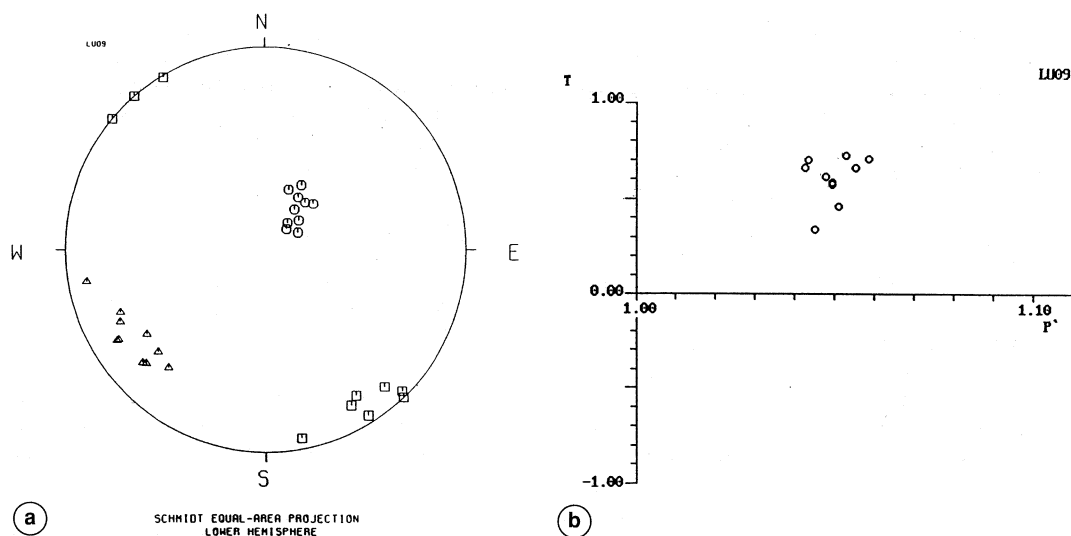 N
LU09
W
E
S
a
SCHMIDT EQUAL-AREA PROJECTION
LOWER HEMISPHERE
T
LU09
1.00
0.00
1.00
1.10
P`
-1.00
b